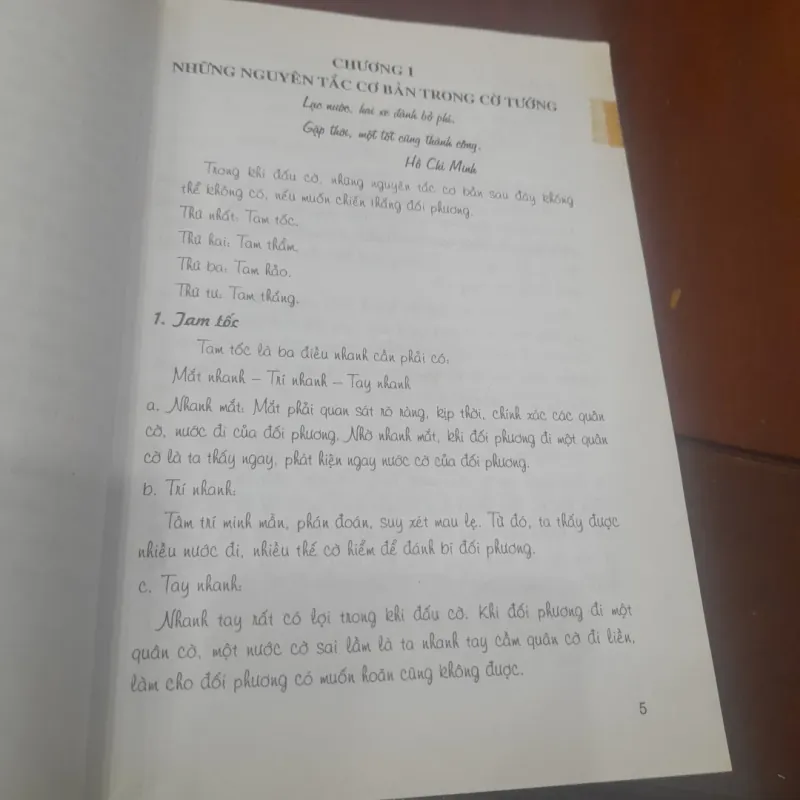 CHƯƠNG 1
NHỮNG NGUYÊN TẮC CƠ BẢN TRONG CỜ TƯỚNG
Lạc nước, hai xe đành bỏ phí.
Gặp thời, một tốt cũng thành công.
Hồ Chí Minh
Trong khi đấu cờ, những nguyên tắc cơ bản sau đây không
thể không có, nếu muốn chiến thắng đối phương.
Thứ nhất: Tam tốc.
Thứ hai: Tam thẩm.
Thứ ba: Tam hảo.
Thứ tư: Tam thắng.
1. Tam tốc
Tam tốc là ba điều nhanh cần phải có:
Mắt nhanh – Trí nhanh – Tay nhanh
a. Nhanh mắt: Mắt phải quan sát rõ ràng, kịp thời, chính xác các quân
cờ, nước đi của đối phương. Nhờ nhanh mắt, khi đối phương đi một quân
cờ là ta thấy ngay, phát hiện ngay nước cờ của đối phương.
b. Trí nhanh:
Tâm trí minh mẫn, phán đoán, suy xét mau lẹ. Từ đó, ta thấy được
nhiều nước đi, nhiều thế cờ hiểm để đánh bí đối phương.
c. Tay nhanh:
Nhanh tay rất có lợi trong khi đấu cờ. Khi đối phương đi một
quân cờ, một nước cờ sai lầm là ta nhanh tay cầm quân cờ đi liền,
làm cho đối phương có muốn hoãn cũng không được.
5